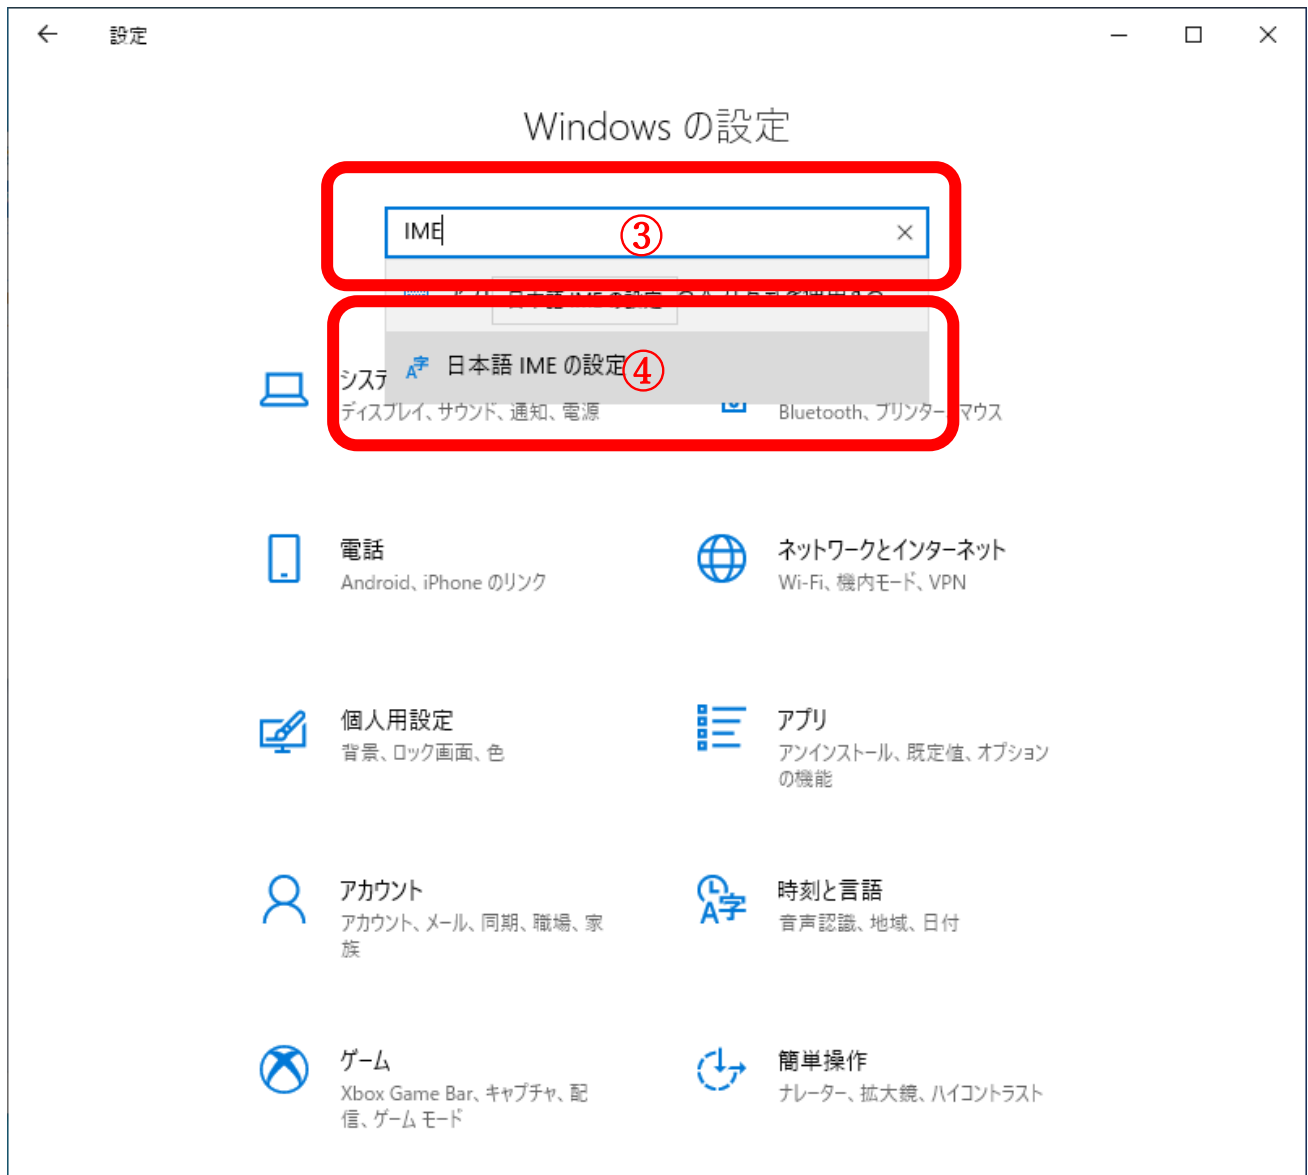 設定
Windows の設定
IME
③
日本語 IME の設定
日本語 IME の設定
④
システ
ディスプレイ、サウンド、通知、電源
Bluetooth、プリンター、マウス
電話
Android、iPhone のリンク
ネットワークとインターネット
Wi-Fi、機内モード、VPN
個人用設定
背景、ロック画面、色
アプリ
アンインストール、既定値、オプション
の機能
アカウント
アカウント、メール、同期、職場、家
族
時刻と言語
音声認識、地域、日付
ゲーム
Xbox Game Bar、キャプチャ、配
信、ゲーム モード
簡単操作
ナレーター、拡大鏡、ハイコントラスト